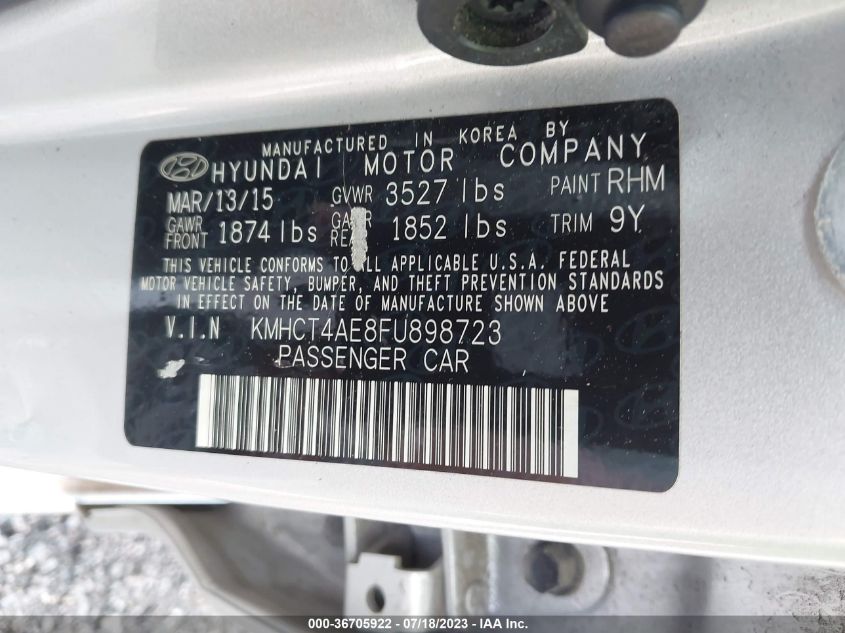 MANUFACTURED IN KOREA BY
HYUNDAI MOTOR COMPANY
MAR/13/15 GVWR 3527 lbs PAINT RHM
GAWR FRONT 1874 lbs GAWR REAR 1852 lbs TRIM 9Y
THIS VEHICLE CONFORMS TO ALL APPLICABLE U.S.A. FEDERAL
MOTOR VEHICLE SAFETY, BUMPER, AND THEFT PREVENTION STANDARDS
IN EFFECT ON THE DATE OF MANUFACTURE SHOWN ABOVE
V.I.N KMHCT4AE8FU898723
PASSENGER CAR
000-36705922 - 07/18/2023 - IAA Inc.